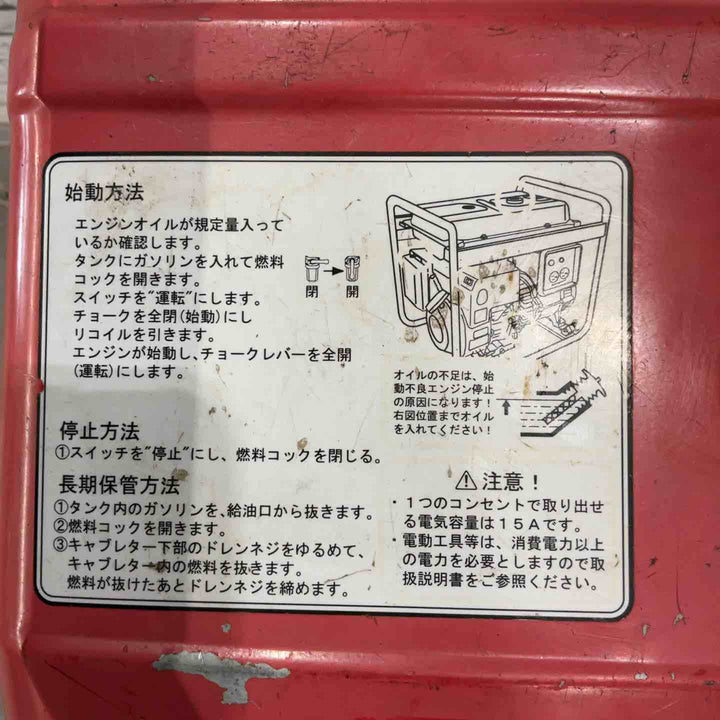 始動方法
エンジンオイルが規定量入って
いるか確認します。
タンクにガソリンを入れて燃料
コックを開きます。
スイッチを"運転"にします。
チョークを全閉(始動)にし
リコイルを引きます。
エンジンが始動し、チョークレバーを全開
(運転)にします。
閉
開
オイルの不足は、始
動不良エンジン停止
の原因になります！
右図位置までオイル
を入れてください！
停止方法
①スイッチを"停止"にし、燃料コックを閉じる。
長期保管方法
①タンク内のガソリンを、給油口から抜きます。
②燃料コックを開きます。
③キャブレター下部のドレンネジをゆるめて、
キャブレター内の燃料を抜きます。
燃料が抜けたあとドレンネジを締めます。
⚠注意！
・１つのコンセントで取り出せ
る電気容量は１５Ａです。
・電動工具等は、消費電力以上
の電力を必要としますので取
扱説明書をご参照ください。